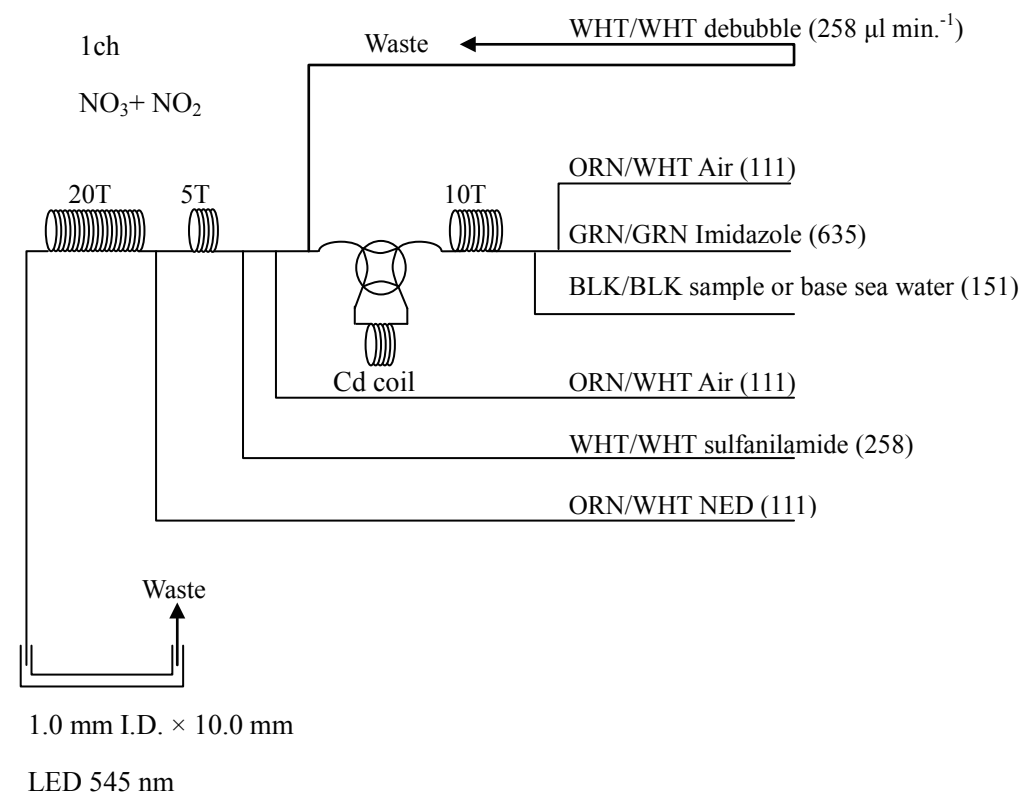 1ch
NO₃+ NO₂
Waste
WHT/WHT debubble (258 μl min.⁻¹)
ORN/WHT Air (111)
20T
5T
10T
GRN/GRN Imidazole (635)
BLK/BLK sample or base sea water (151)
Cd coil
ORN/WHT Air (111)
WHT/WHT sulfanilamide (258)
ORN/WHT NED (111)
Waste
1.0 mm I.D. × 10.0 mm
LED 545 nm